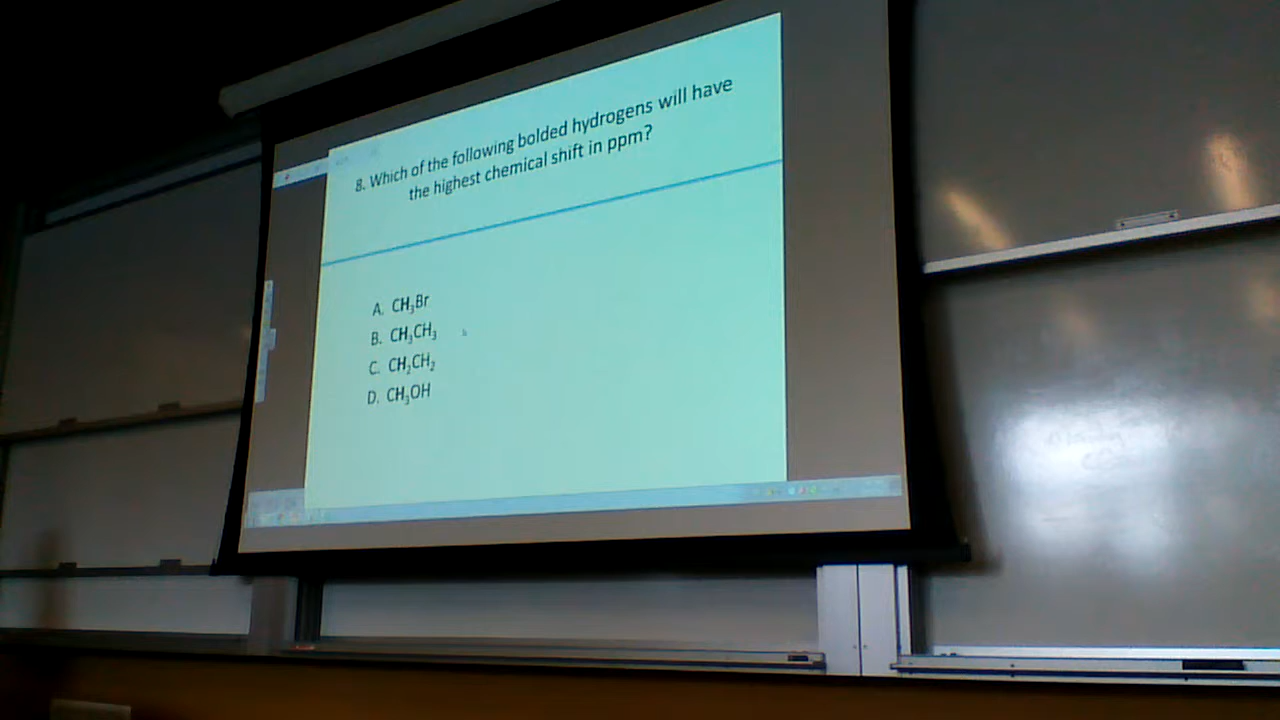 8. Which of the following bolded hydrogens will have
the highest chemical shift in ppm?
A. CH₃Br
B. CH₃CH₃
C. CH₂CH₂
D. CH₃OH